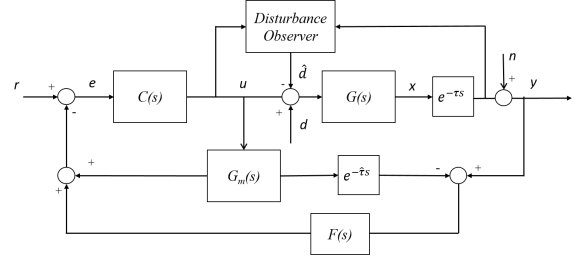 Disturbance
Observer
r
+
-
e
C(s)
u
-
d̂
+
d
G(s)
x
e^{-τs}
n
+
y
+
+
G_m(s)
e^{-τ̂s}
-
+
F(s)